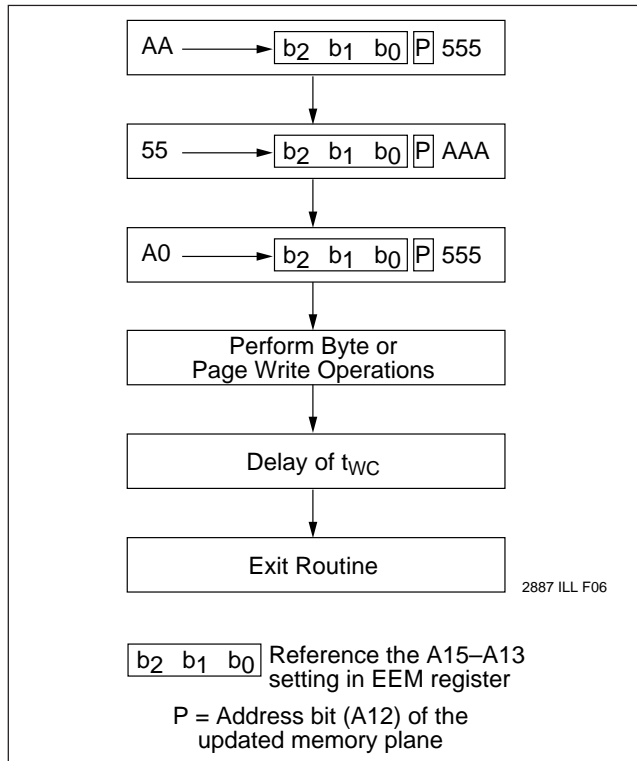 AA b2 b1 b0 P 555
55 b2 b1 b0 P AAA
A0 b2 b1 b0 P 555
Perform Byte or
Page Write Operations
Delay of tWC
Exit Routine
2887 ILL F06
b2 b1 b0 Reference the A15–A13
setting in EEM register
P = Address bit (A12) of the
updated memory plane